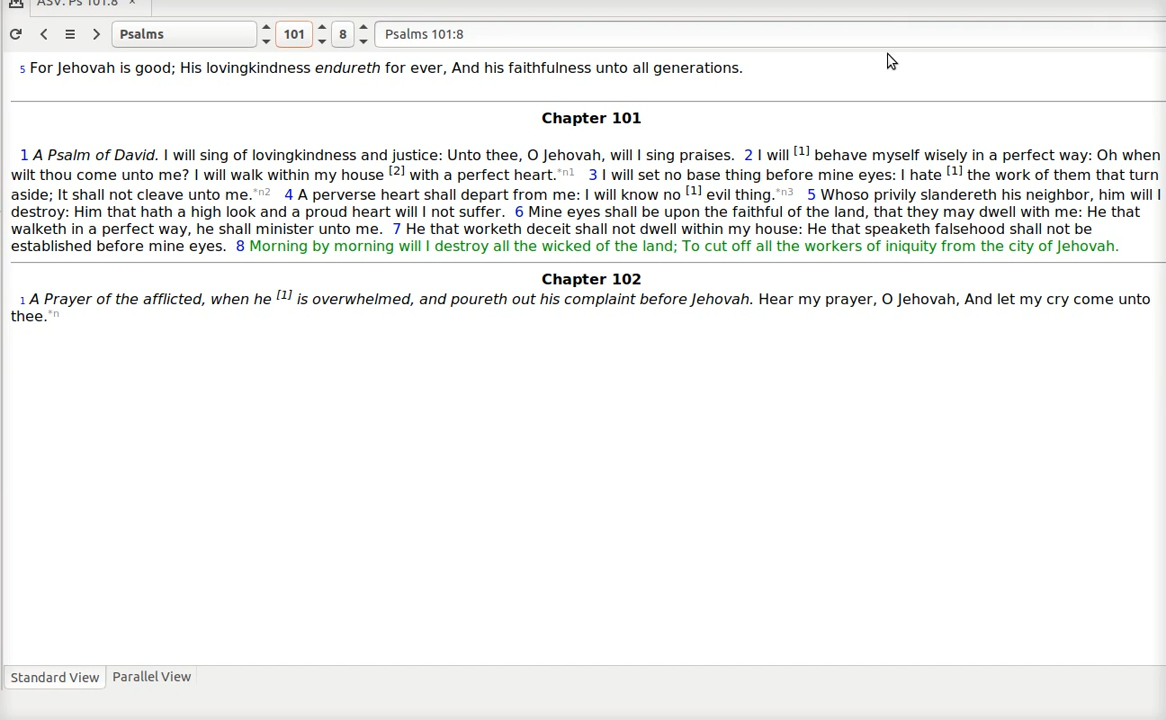 ASV: Ps 101:8 ×
Psalms 101 8 Psalms 101:8
5 For Jehovah is good; His lovingkindness endureth for ever, And his faithfulness unto all generations.
Chapter 101
1 A Psalm of David. I will sing of lovingkindness and justice: Unto thee, O Jehovah, will I sing praises. 2 I will [1] behave myself wisely in a perfect way: Oh when
wilt thou come unto me? I will walk within my house [2] with a perfect heart.*n1 3 I will set no base thing before mine eyes: I hate [1] the work of them that turn
aside; It shall not cleave unto me.*n2 4 A perverse heart shall depart from me: I will know no [1] evil thing.*n3 5 Whoso privily slandereth his neighbor, him will I
destroy: Him that hath a high look and a proud heart will I not suffer. 6 Mine eyes shall be upon the faithful of the land, that they may dwell with me: He that
walketh in a perfect way, he shall minister unto me. 7 He that worketh deceit shall not dwell within my house: He that speaketh falsehood shall not be
established before mine eyes. 8 Morning by morning will I destroy all the wicked of the land; To cut off all the workers of iniquity from the city of Jehovah.
Chapter 102
1 A Prayer of the afflicted, when he [1] is overwhelmed, and poureth out his complaint before Jehovah. Hear my prayer, O Jehovah, And let my cry come unto
thee.*n
Standard View Parallel View